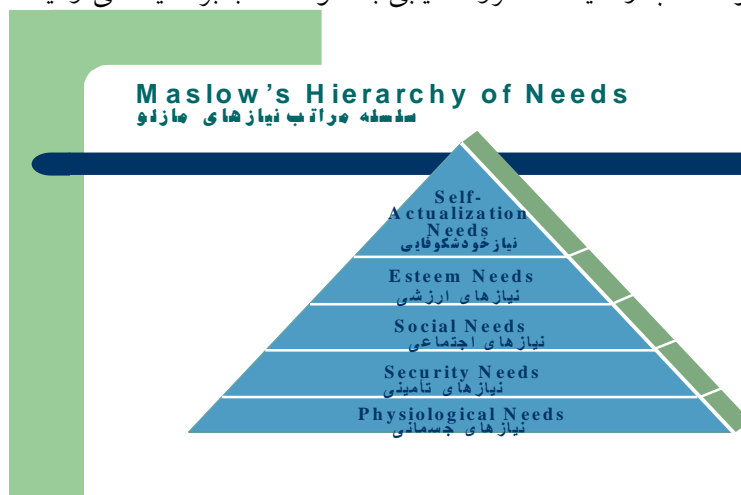 Maslow's Hierarchy of Needs
سلسله مراتب نیازهای مازلو
Self-
Actualization
Needs
نیاز خودشکوفایی
Esteem Needs
نیازهای ارزشی
Social Needs
نیازهای اجتماعی
Security Needs
نیازهای تامینی
Physiological Needs
نیازهای جسمانی